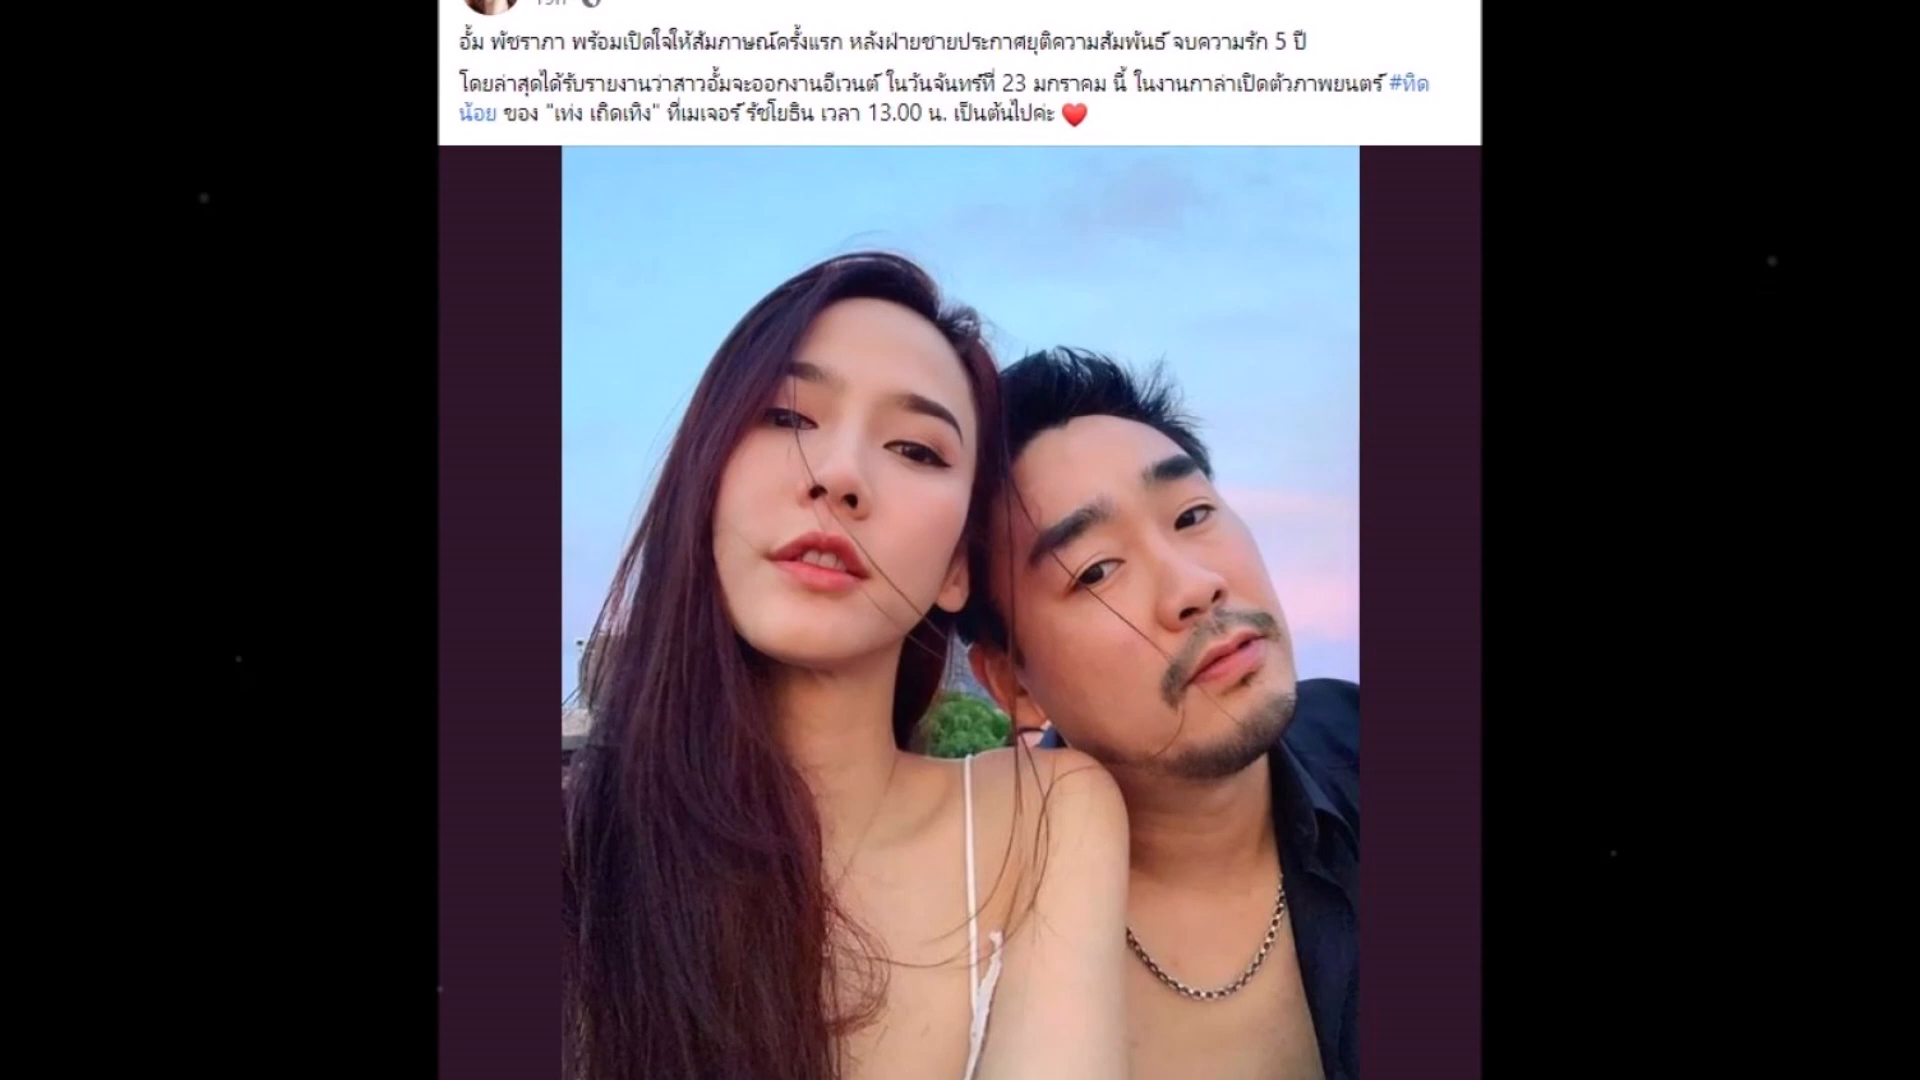 อั้ม พัชราภา พร้อมเปิดใจให้สัมภาษณ์ครั้งแรก หลังฝ่ายชายประกาศยุติความสัมพันธ์ จบความรัก 5 ปี
โดยล่าสุดได้รับรายงานว่าสาวอั้มจะออกงานอีเวนต์ ในวันจันทร์ที่ 23 มกราคม นี้ ในงานกาล่าเปิดตัวภาพยนตร์ #ทิด
น้อย ของ "เท่ง เถิดเทิง" ที่เมเจอร์ รัชโยธิน เวลา 13.00 น. เป็นต้นไปค่ะ ❤️